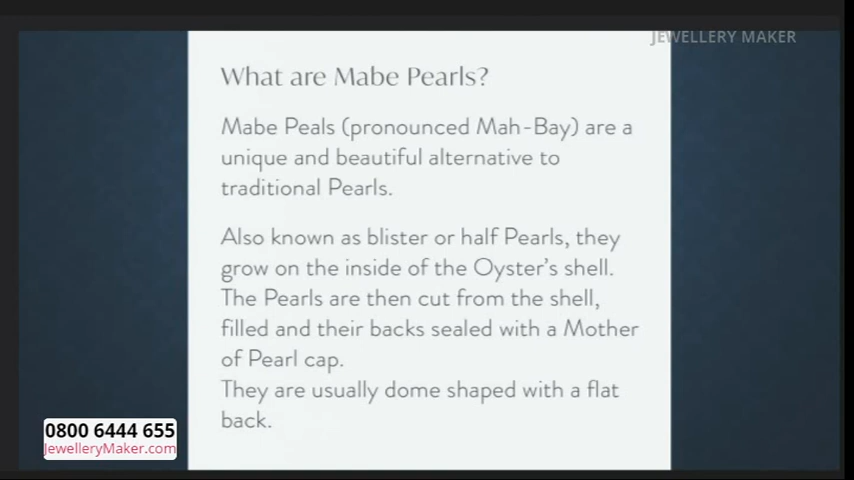 JEWELLERY MAKER
What are Mabe Pearls?
Mabe Peals (pronounced Mah-Bay) are a
unique and beautiful alternative to
traditional Pearls.
Also known as blister or half Pearls, they
grow on the inside of the Oyster's shell.
The Pearls are then cut from the shell,
filled and their backs sealed with a Mother
of Pearl cap.
They are usually dome shaped with a flat
back.
0800 6444 655
JewelleryMaker.com